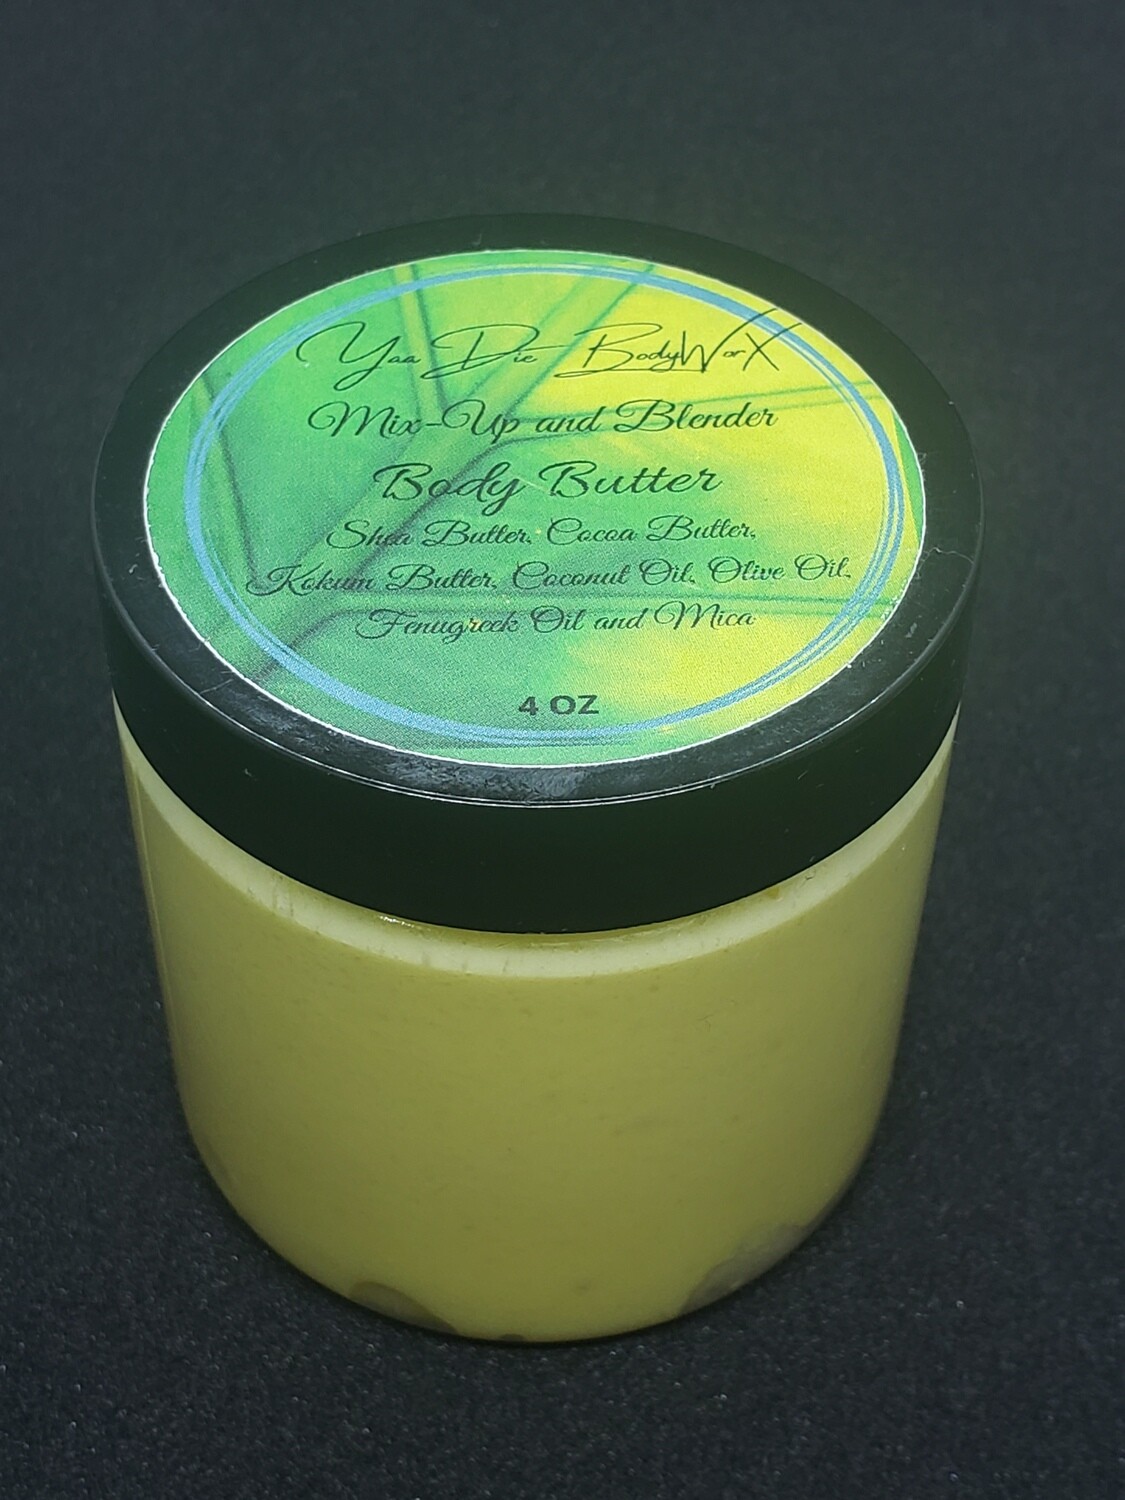 Yaa Die BodyWorX
Mix-Up and Blender
Body Butter
Shea Butter, Cocoa Butter,
Kokum Butter, Coconut Oil, Olive Oil,
Fenugreek Oil and Mica
4 OZ